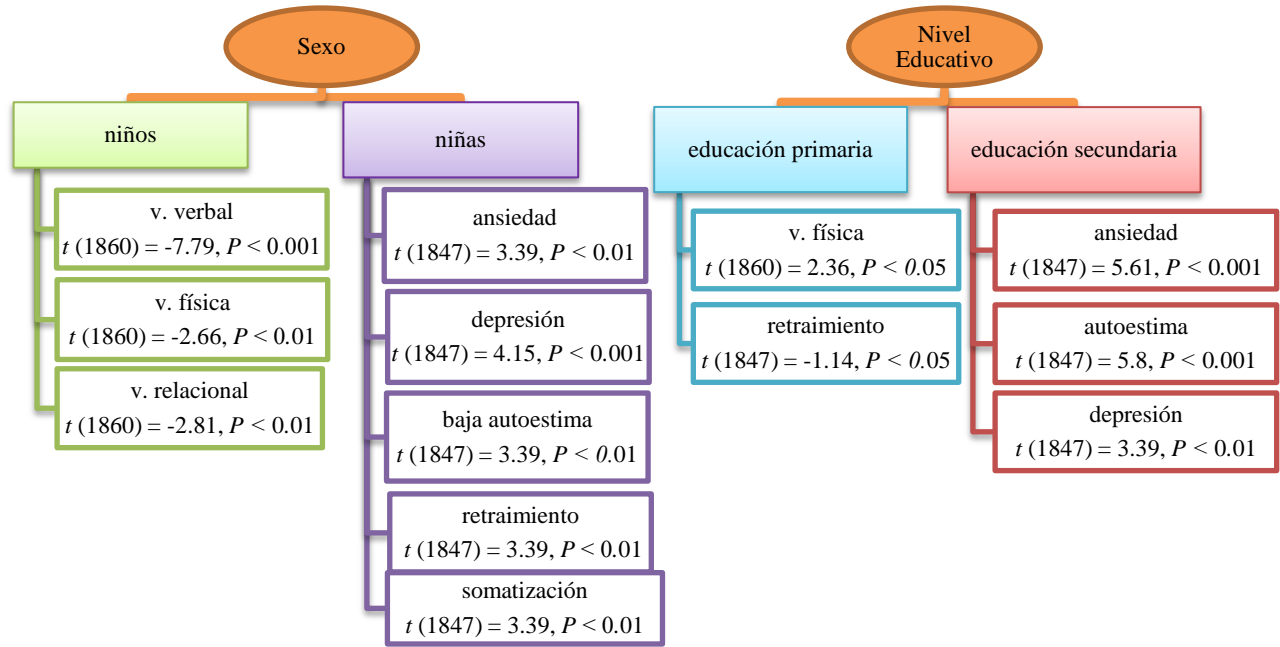 Sexo
niños
v. verbal
t (1860) = -7.79, P < 0.001
v. física
t (1860) = -2.66, P < 0.01
v. relacional
t (1860) = -2.81, P < 0.01
niñas
ansiedad
t (1847) = 3.39, P < 0.01
depresión
t (1847) = 4.15, P < 0.001
baja autoestima
t (1847) = 3.39, P < 0.01
retraimiento
t (1847) = 3.39, P < 0.01
somatización
t (1847) = 3.39, P < 0.01
Nivel
Educativo
educación primaria
v. física
t (1860) = 2.36, P < 0.05
retraimiento
t (1847) = -1.14, P < 0.05
educación secundaria
ansiedad
t (1847) = 5.61, P < 0.001
autoestima
t (1847) = 5.8, P < 0.001
depresión
t (1847) = 3.39, P < 0.01